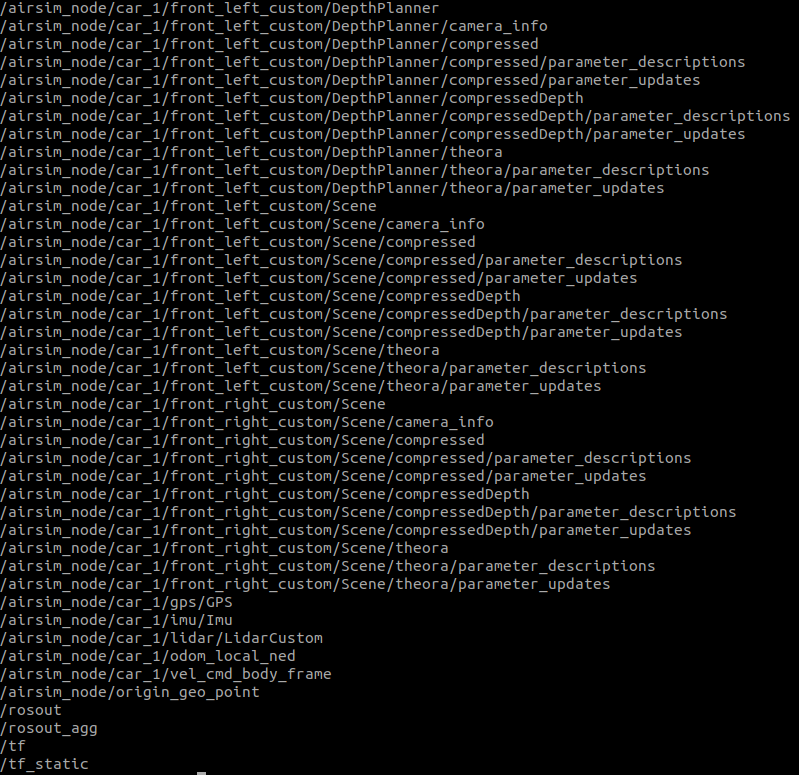 /airsim_node/car_1/front_left_custom/DepthPlanner
/airsim_node/car_1/front_left_custom/DepthPlanner/camera_info
/airsim_node/car_1/front_left_custom/DepthPlanner/compressed
/airsim_node/car_1/front_left_custom/DepthPlanner/compressed/parameter_descriptions
/airsim_node/car_1/front_left_custom/DepthPlanner/compressed/parameter_updates
/airsim_node/car_1/front_left_custom/DepthPlanner/compressedDepth
/airsim_node/car_1/front_left_custom/DepthPlanner/compressedDepth/parameter_descriptions
/airsim_node/car_1/front_left_custom/DepthPlanner/compressedDepth/parameter_updates
/airsim_node/car_1/front_left_custom/DepthPlanner/theora
/airsim_node/car_1/front_left_custom/DepthPlanner/theora/parameter_descriptions
/airsim_node/car_1/front_left_custom/DepthPlanner/theora/parameter_updates
/airsim_node/car_1/front_left_custom/Scene
/airsim_node/car_1/front_left_custom/Scene/camera_info
/airsim_node/car_1/front_left_custom/Scene/compressed
/airsim_node/car_1/front_left_custom/Scene/compressed/parameter_descriptions
/airsim_node/car_1/front_left_custom/Scene/compressed/parameter_updates
/airsim_node/car_1/front_left_custom/Scene/compressedDepth
/airsim_node/car_1/front_left_custom/Scene/compressedDepth/parameter_descriptions
/airsim_node/car_1/front_left_custom/Scene/compressedDepth/parameter_updates
/airsim_node/car_1/front_left_custom/Scene/theora
/airsim_node/car_1/front_left_custom/Scene/theora/parameter_descriptions
/airsim_node/car_1/front_left_custom/Scene/theora/parameter_updates
/airsim_node/car_1/front_right_custom/Scene
/airsim_node/car_1/front_right_custom/Scene/camera_info
/airsim_node/car_1/front_right_custom/Scene/compressed
/airsim_node/car_1/front_right_custom/Scene/compressed/parameter_descriptions
/airsim_node/car_1/front_right_custom/Scene/compressed/parameter_updates
/airsim_node/car_1/front_right_custom/Scene/compressedDepth
/airsim_node/car_1/front_right_custom/Scene/compressedDepth/parameter_descriptions
/airsim_node/car_1/front_right_custom/Scene/compressedDepth/parameter_updates
/airsim_node/car_1/front_right_custom/Scene/theora
/airsim_node/car_1/front_right_custom/Scene/theora/parameter_descriptions
/airsim_node/car_1/front_right_custom/Scene/theora/parameter_updates
/airsim_node/car_1/gps/GPS
/airsim_node/car_1/imu/Imu
/airsim_node/car_1/lidar/LidarCustom
/airsim_node/car_1/odom_local_ned
/airsim_node/car_1/vel_cmd_body_frame
/airsim_node/origin_geo_point
/rosout
/rosout_agg
/tf
/tf_static